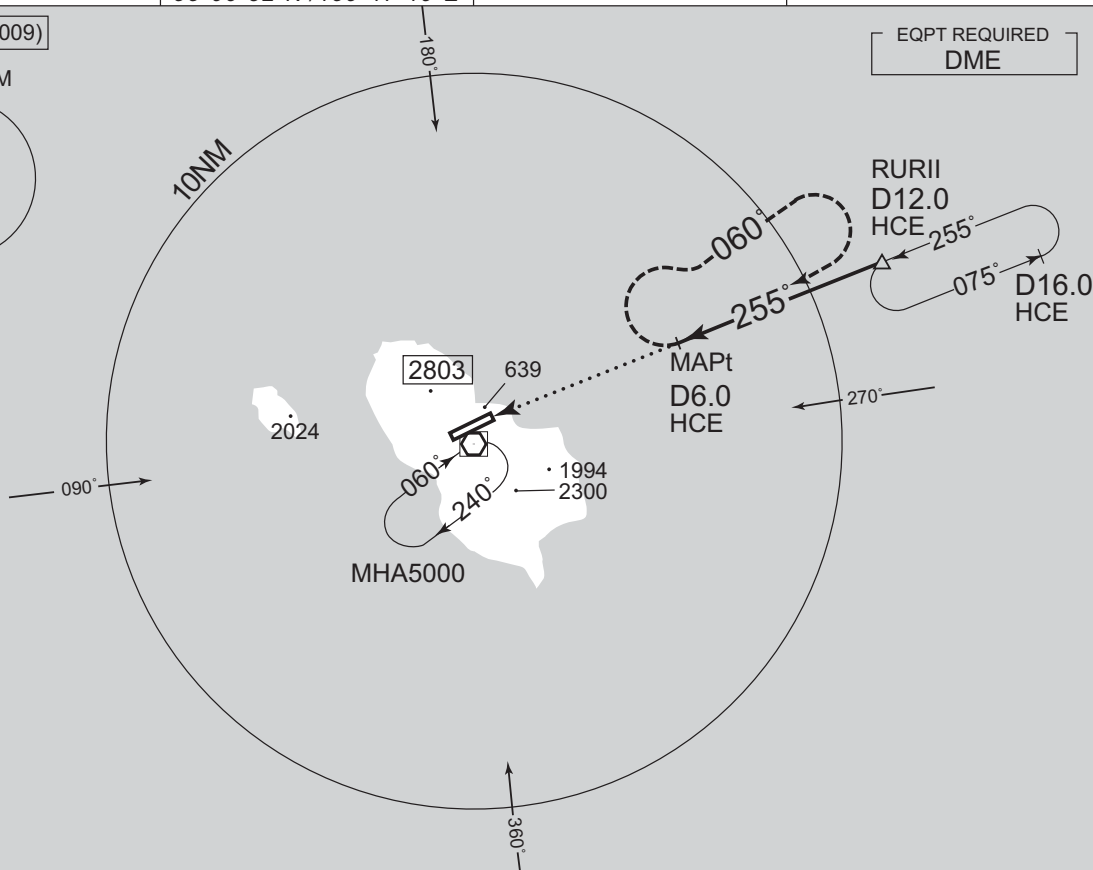 009)
M
180°
EQPT REQUIRED
DME
10NM
RURII
D12.0
HCE
255°
060°
075°
D16.0
HCE
255°
MAPt
D6.0
HCE
270°
2803
639
2024
1994
2300
060°
240°
090°
MHA5000
360°